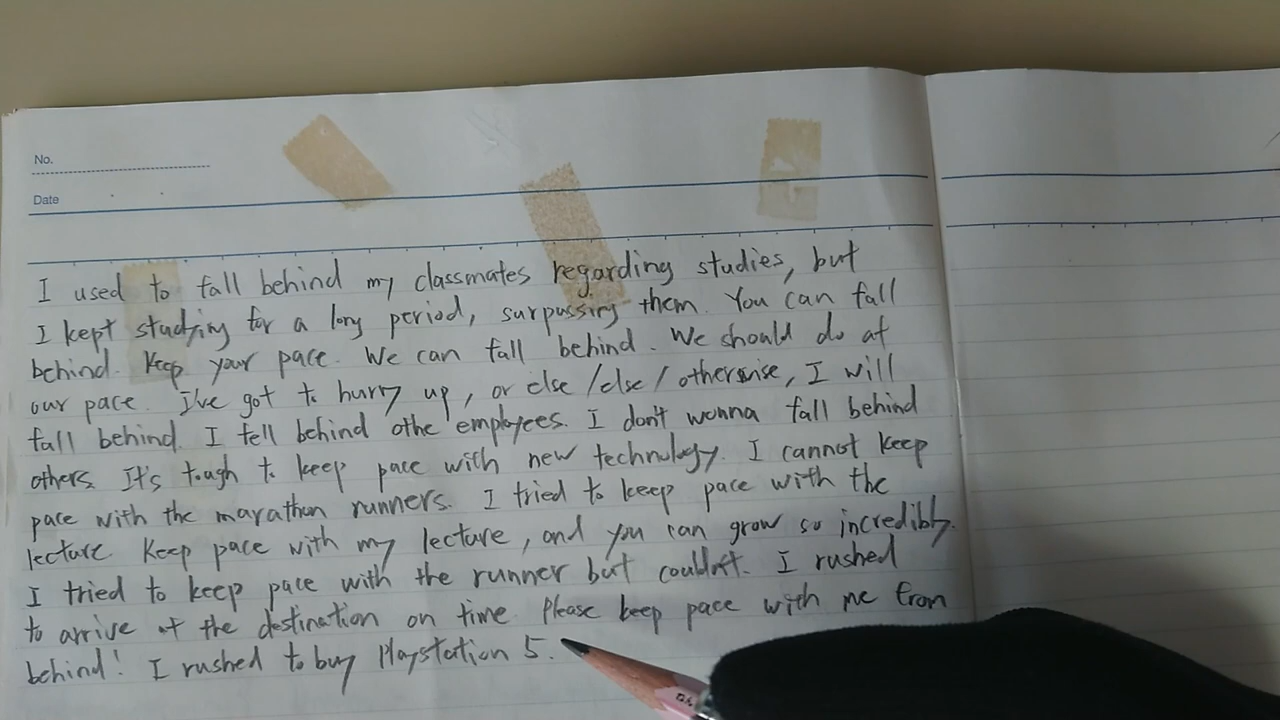 No.
Date
I used to fall behind my classmates regarding studies, but
I kept studying for a long period, surpassing them. You can fall
behind. Keep your pace. We can fall behind. We should do at
our pace. I've got to hurry up, or else /else / otherwise, I will
fall behind. I fell behind othe employees. I don't wanna fall behind
others. It's tough to keep pace with new technology. I cannot keep
pace with the marathon runners. I tried to keep pace with the
lecture. Keep pace with my lecture, and you can grow so incredibly.
I tried to keep pace with the runner but couldn't. I rushed
to arrive at the destination on time. Please keep pace with me from
behind! I rushed to buy Playstation 5.